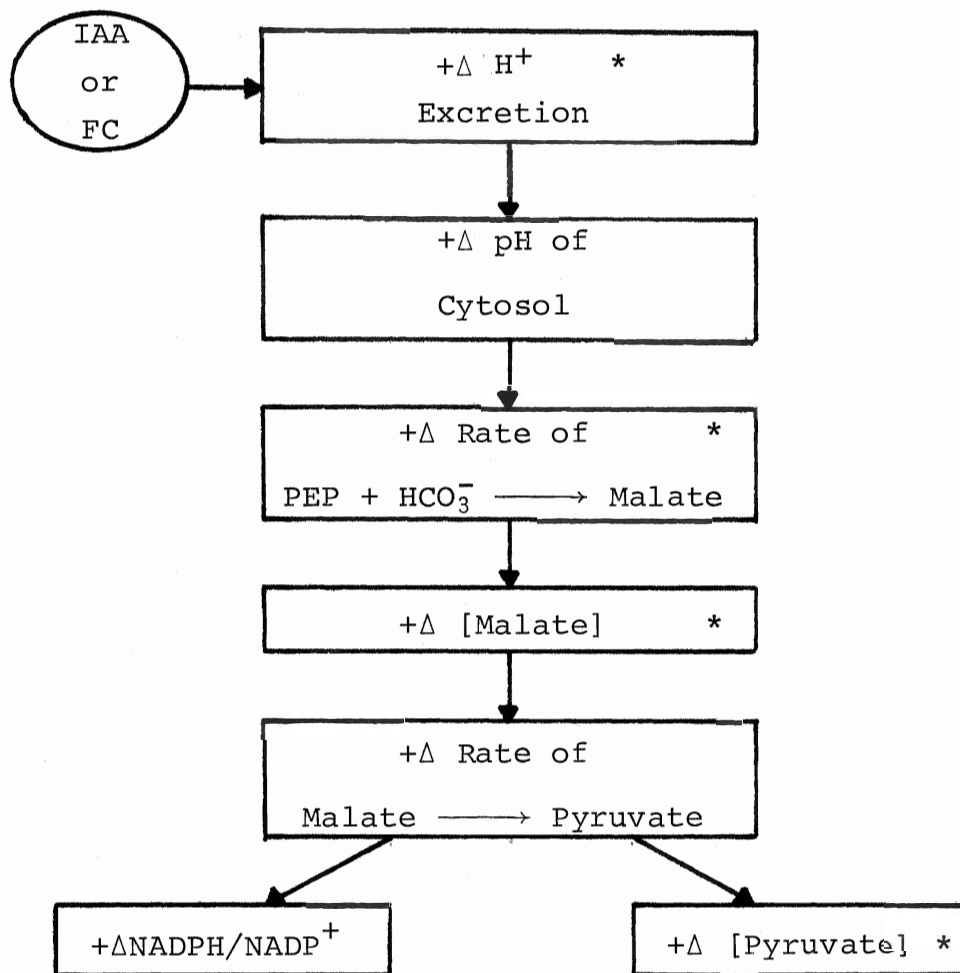 IAA
or
FC
+Δ H⁺ *
Excretion
+Δ pH of
Cytosol
+Δ Rate of *
PEP + HCO₃⁻ ⟶ Malate
+Δ [Malate] *
+Δ Rate of
Malate ⟶ Pyruvate
+ΔNADPH/NADP⁺
+Δ [Pyruvate] *